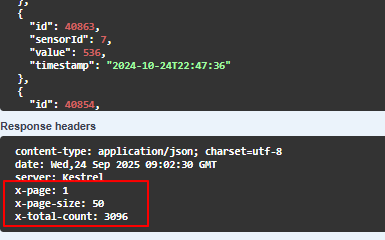 },
{
"id": 40863,
"sensorId": 7,
"value": 536,
"timestamp": "2024-10-24T22:47:36"
},
{
"id": 40854,
Response headers
content-type: application/json; charset=utf-8
date: Wed,24 Sep 2025 09:02:30 GMT
server: Kestrel
x-page: 1
x-page-size: 50
x-total-count: 3096